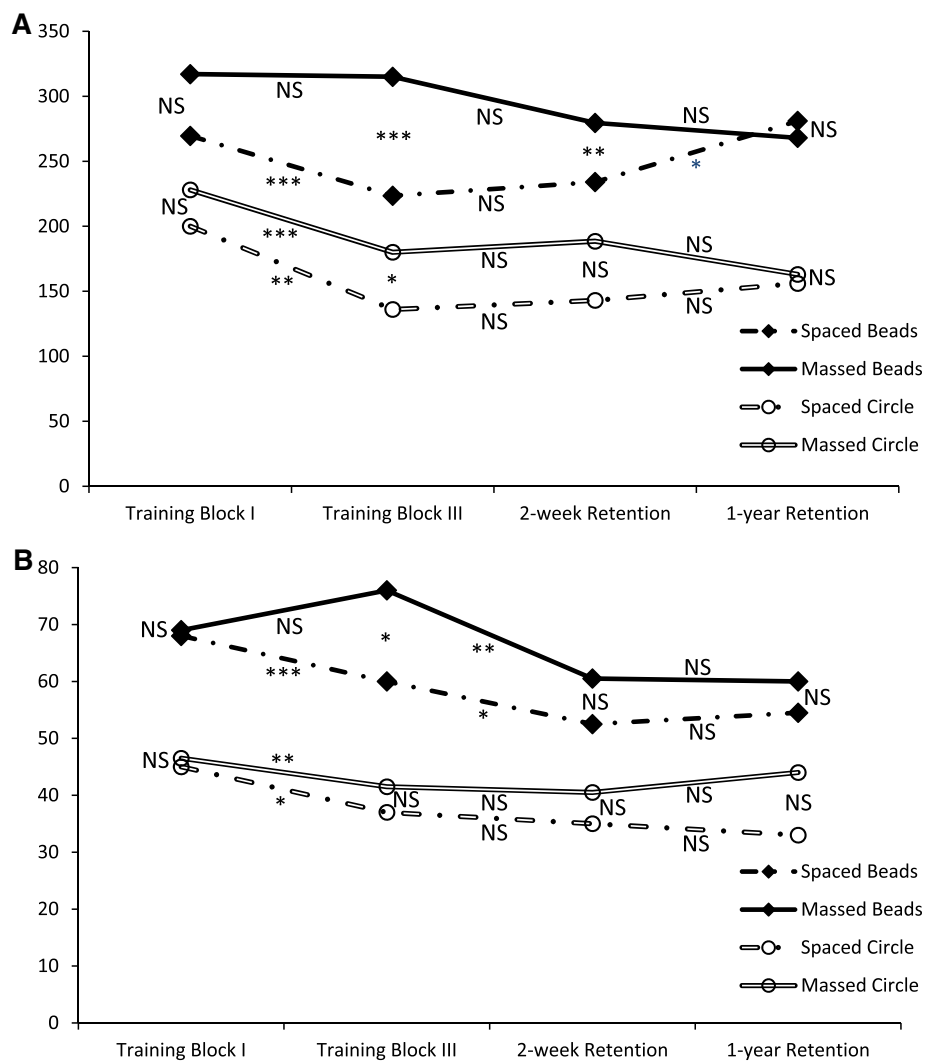 A
350
300
250
200
150
100
50
0
NS
NS
NS
NS
***
**
*
NS
***
NS
NS
***
NS
NS
NS
**
*
NS
NS
NS
Training Block I
Training Block III
2-week Retention
1-year Retention
Spaced Beads
Massed Beads
Spaced Circle
Massed Circle
B
80
70
60
50
40
30
20
10
0
NS
NS
*
**
NS
***
*
NS
NS
NS
NS
**
*
NS
NS
NS
NS
NS
NS
NS
Training Block I
Training Block III
2-week Retention
1-year Retention
Spaced Beads
Massed Beads
Spaced Circle
Massed Circle